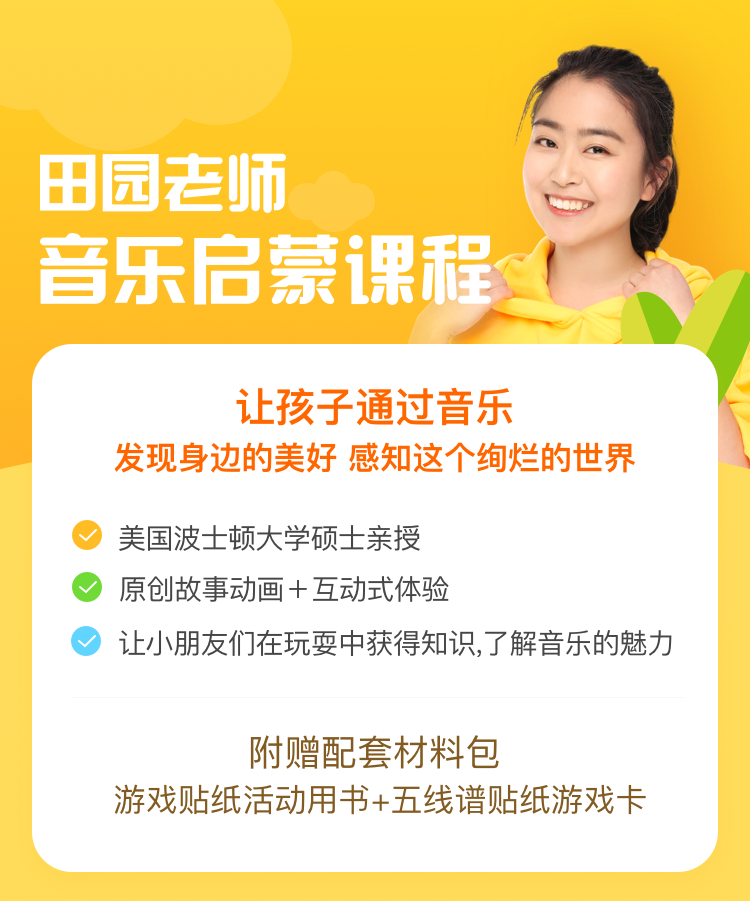 田园老师
音乐启蒙课程
让孩子通过音乐
发现身边的美好 感知这个绚烂的世界
美国波士顿大学硕士亲授
原创故事动画＋互动式体验
让小朋友们在玩耍中获得知识,了解音乐的魅力
附赠配套材料包
游戏贴纸活动用书+五线谱贴纸游戏卡